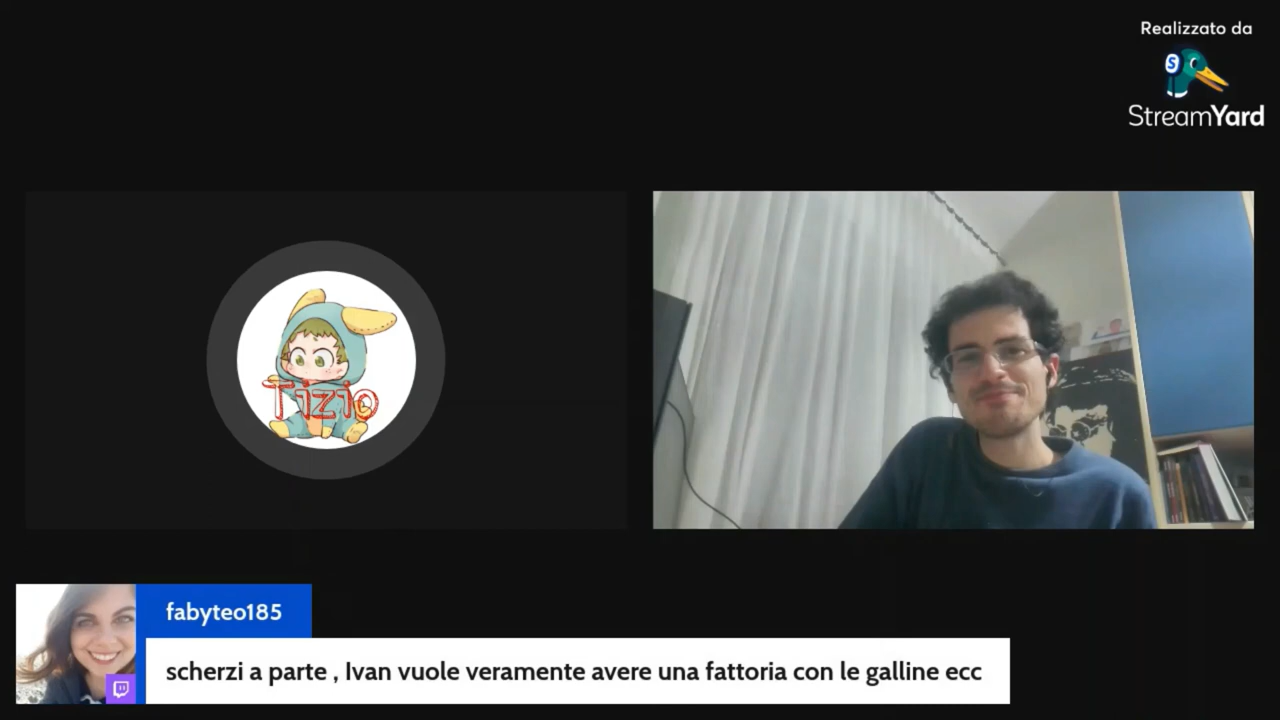 Realizzato da
S
StreamYard
Tizio
fabyteo185
scherzi a parte , Ivan vuole veramente avere una fattoria con le galline ecc